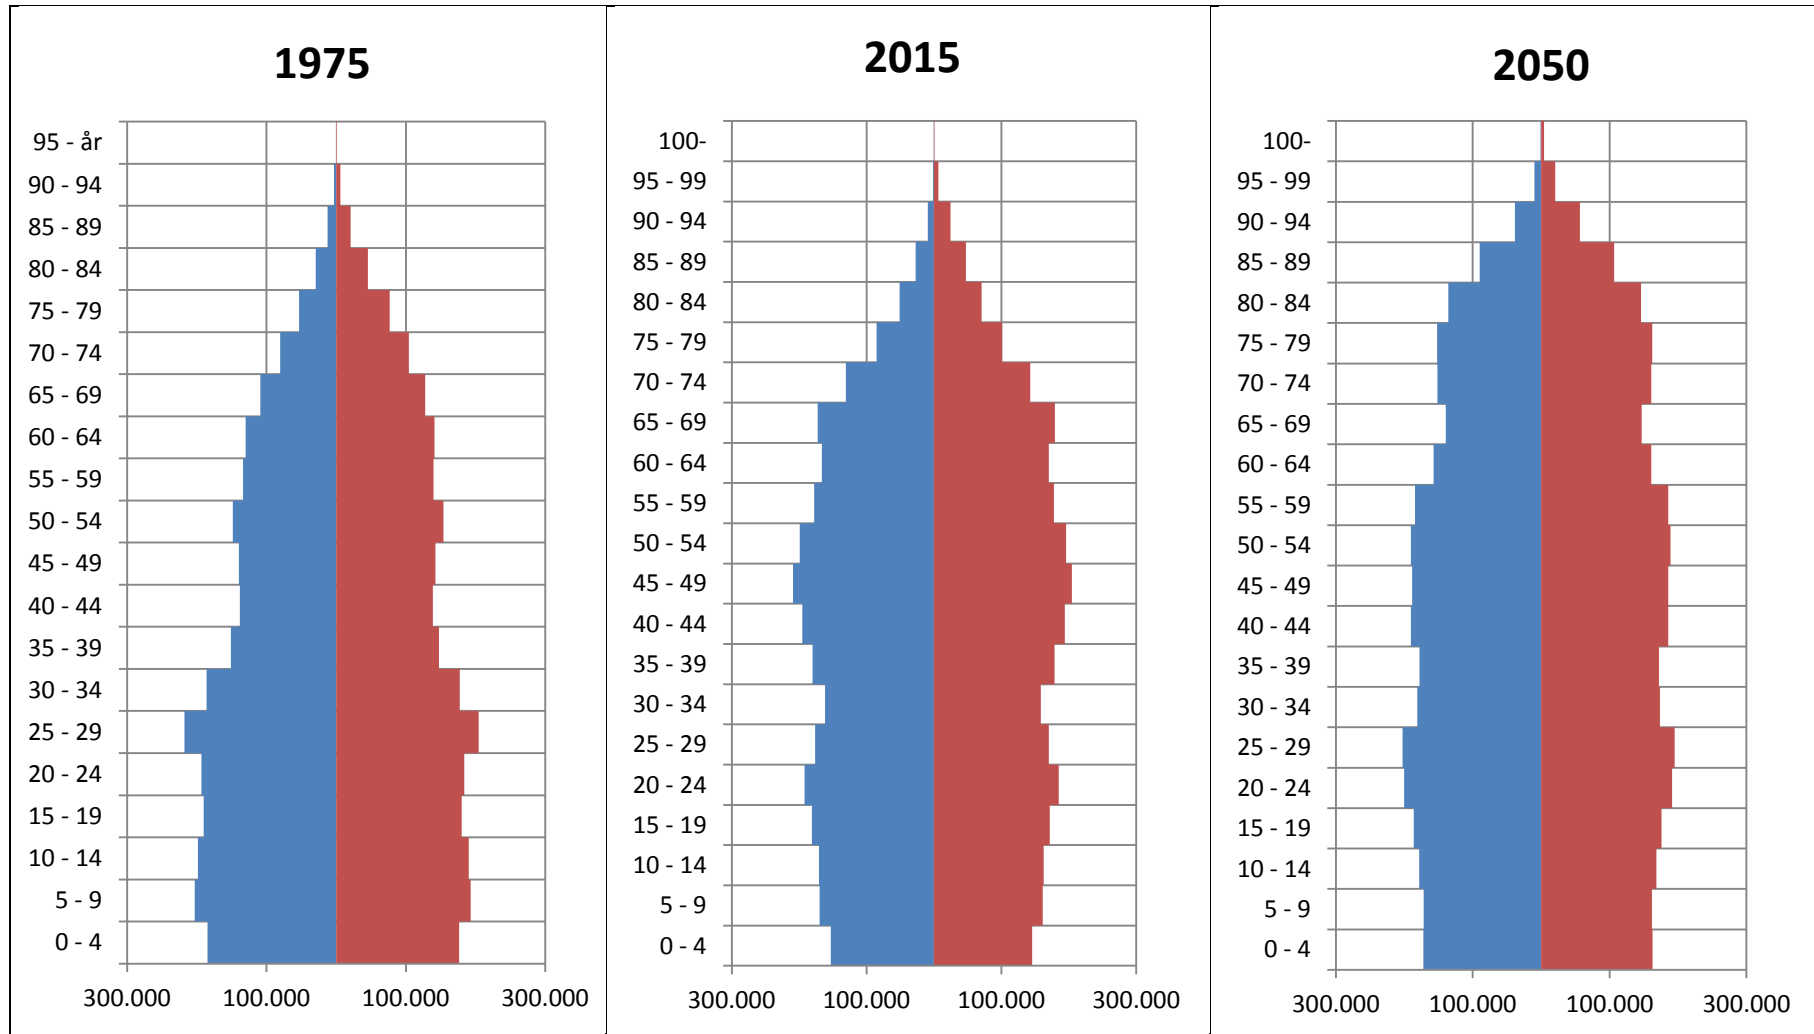 1975
95 - år
90 - 94
85 - 89
80 - 84
75 - 79
70 - 74
65 - 69
60 - 64
55 - 59
50 - 54
45 - 49
40 - 44
35 - 39
30 - 34
25 - 29
20 - 24
15 - 19
10 - 14
5 - 9
0 - 4
300.000 100.000 100.000 300.000
2015
100-
95 - 99
90 - 94
85 - 89
80 - 84
75 - 79
70 - 74
65 - 69
60 - 64
55 - 59
50 - 54
45 - 49
40 - 44
35 - 39
30 - 34
25 - 29
20 - 24
15 - 19
10 - 14
5 - 9
0 - 4
300.000 100.000 100.000 300.000
2050
100-
95 - 99
90 - 94
85 - 89
80 - 84
75 - 79
70 - 74
65 - 69
60 - 64
55 - 59
50 - 54
45 - 49
40 - 44
35 - 39
30 - 34
25 - 29
20 - 24
15 - 19
10 - 14
5 - 9
0 - 4
300.000 100.000 100.000 300.000